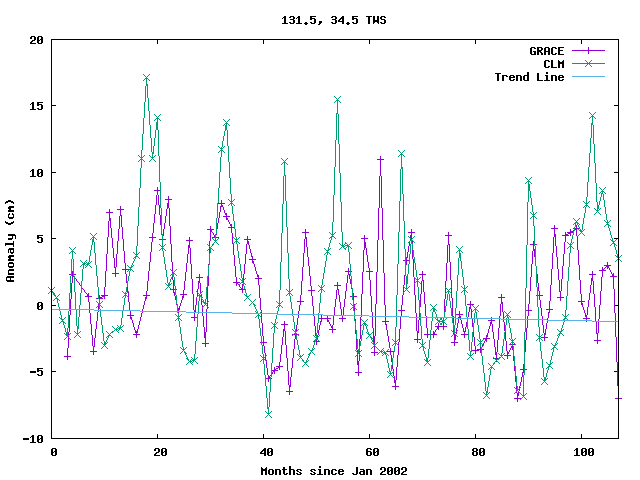 131.5, 34.5 TWS
GRACE
CLM
Trend Line
20
15
10
5
0
-5
-10
Anomaly (cm)
0 20 40 60 80 100
Months since Jan 2002